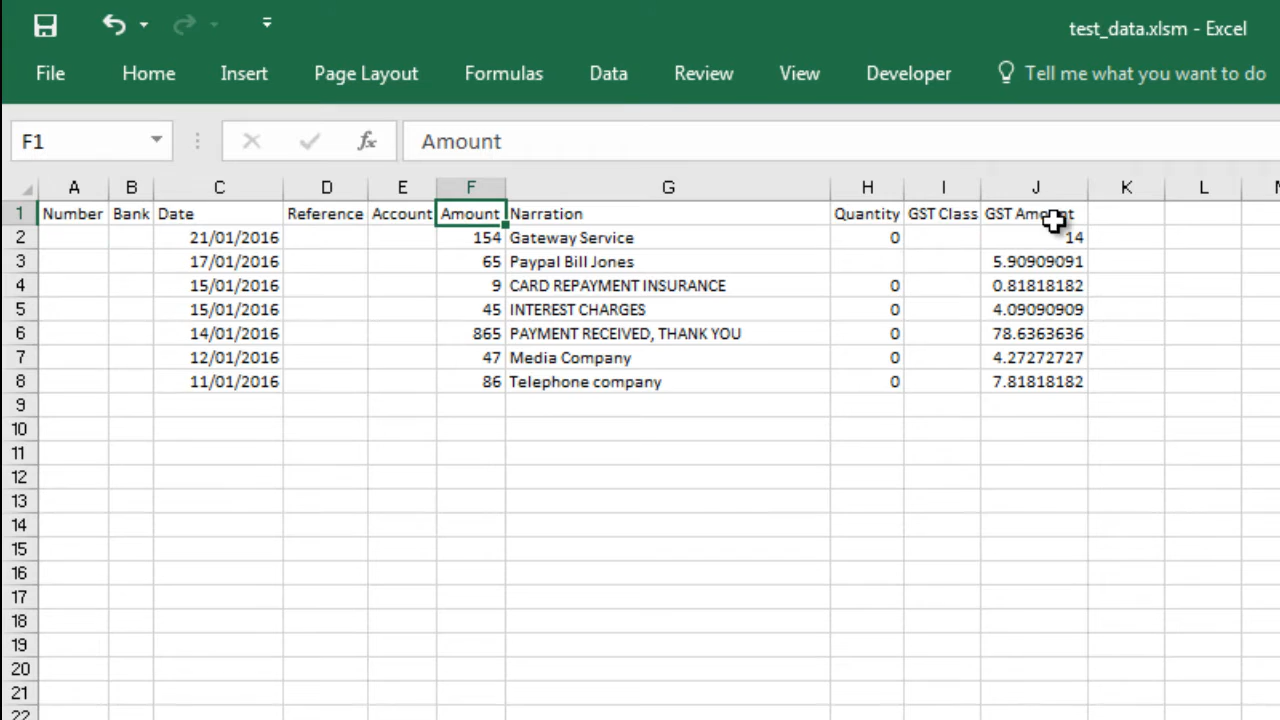 test_data.xlsm - Excel
File Home Insert Page Layout Formulas Data Review View Developer Tell me what you want to do
F1 fx Amount
A B C D E F G H I J K L
1 Number Bank Date Reference Account Amount Narration Quantity GST Class GST Amount
2 21/01/2016 154 Gateway Service 0 14
3 17/01/2016 65 Paypal Bill Jones 5.90909091
4 15/01/2016 9 CARD REPAYMENT INSURANCE 0 0.81818182
5 15/01/2016 45 INTEREST CHARGES 0 4.09090909
6 14/01/2016 865 PAYMENT RECEIVED, THANK YOU 0 78.6363636
7 12/01/2016 47 Media Company 0 4.27272727
8 11/01/2016 86 Telephone company 0 7.81818182
9
10
11
12
13
14
15
16
17
18
19
20
21
22